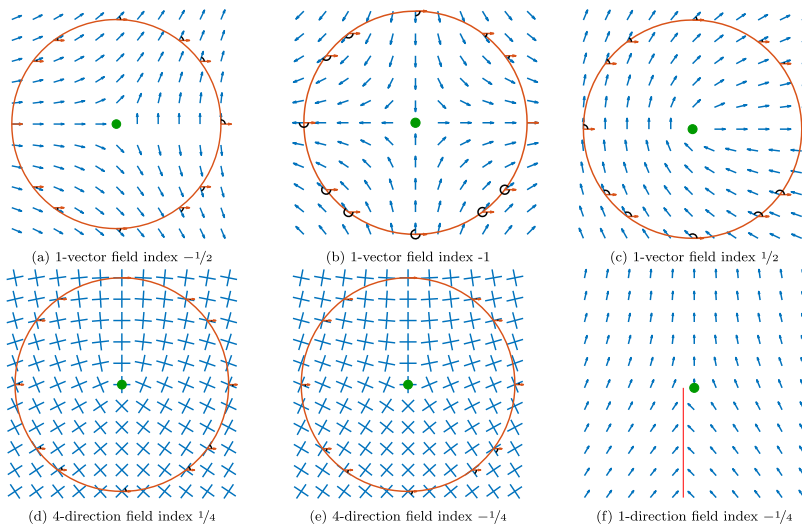 (a) 1-vector field index −1/2
(b) 1-vector field index -1
(c) 1-vector field index 1/2
(d) 4-direction field index 1/4
(e) 4-direction field index −1/4
(f) 1-direction field index −1/4